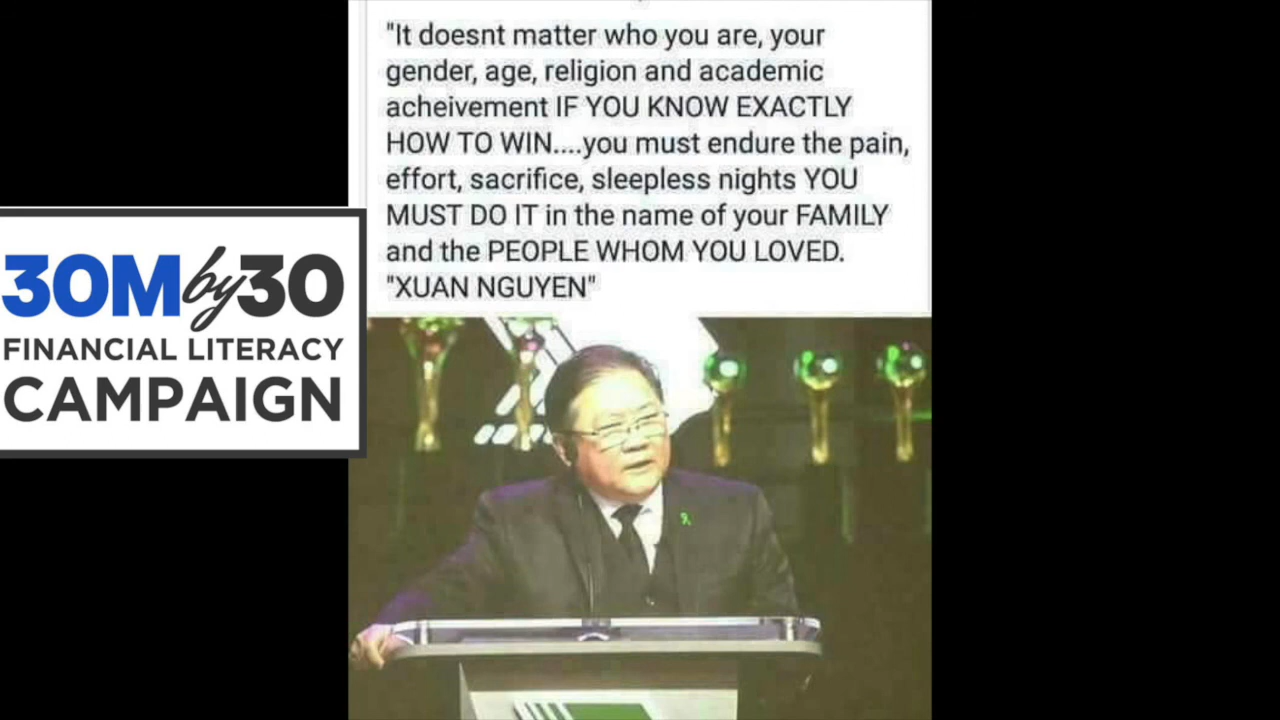 "It doesnt matter who you are, your
gender, age, religion and academic
acheivement IF YOU KNOW EXACTLY
HOW TO WIN....you must endure the pain,
effort, sacrifice, sleepless nights YOU
MUST DO IT in the name of your FAMILY
and the PEOPLE WHOM YOU LOVED.
"XUAN NGUYEN"
30M by 30
FINANCIAL LITERACY
CAMPAIGN